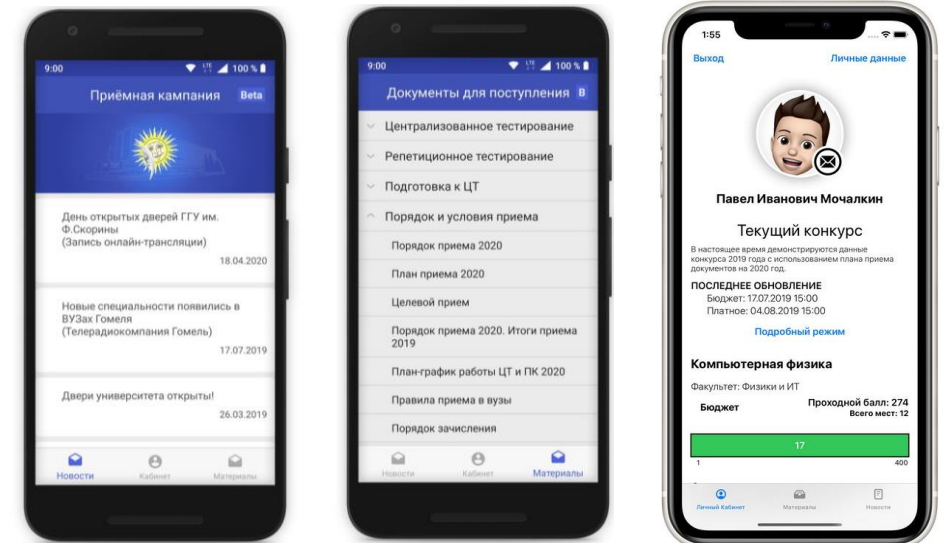 9:00
LTE
100 %
Приёмная кампания
Beta
День открытых дверей ГГУ им.
Ф.Скорины
(Запись онлайн-трансляции)
18.04.2020
Новые специальности появились в
ВУЗах Гомеля
(Телерадиокомпания Гомель)
17.07.2019
Двери университета открыты!
26.03.2019
Новости
Кабинет
Материалы
9:00
LTE
100 %
Документы для поступления
B
Централизованное тестирование
Репетиционное тестирование
Подготовка к ЦТ
Порядок и условия приема
Порядок приема 2020
План приема 2020
Целевой прием
Порядок приема 2020. Итоги приема
2019
План-график работы ЦТ и ПК 2020
Правила приема в вузы
Порядок зачисления
Новости
Кабинет
Материалы
1:55
Выход
Личные данные
Павел Иванович Мочалкин
Текущий конкурс
В настоящее время демонстрируются данные
конкурса 2019 года с использованием плана приема
документов на 2020 год.
ПОСЛЕДНЕЕ ОБНОВЛЕНИЕ
Бюджет: 17.07.2019 15:00
Платное: 04.08.2019 15:00
Подробный режим
Компьютерная физика
Факультет: Физики и ИТ
Бюджет
Проходной балл: 274
Всего мест: 12
17
1
400
Личный Кабинет
Материалы
Новости